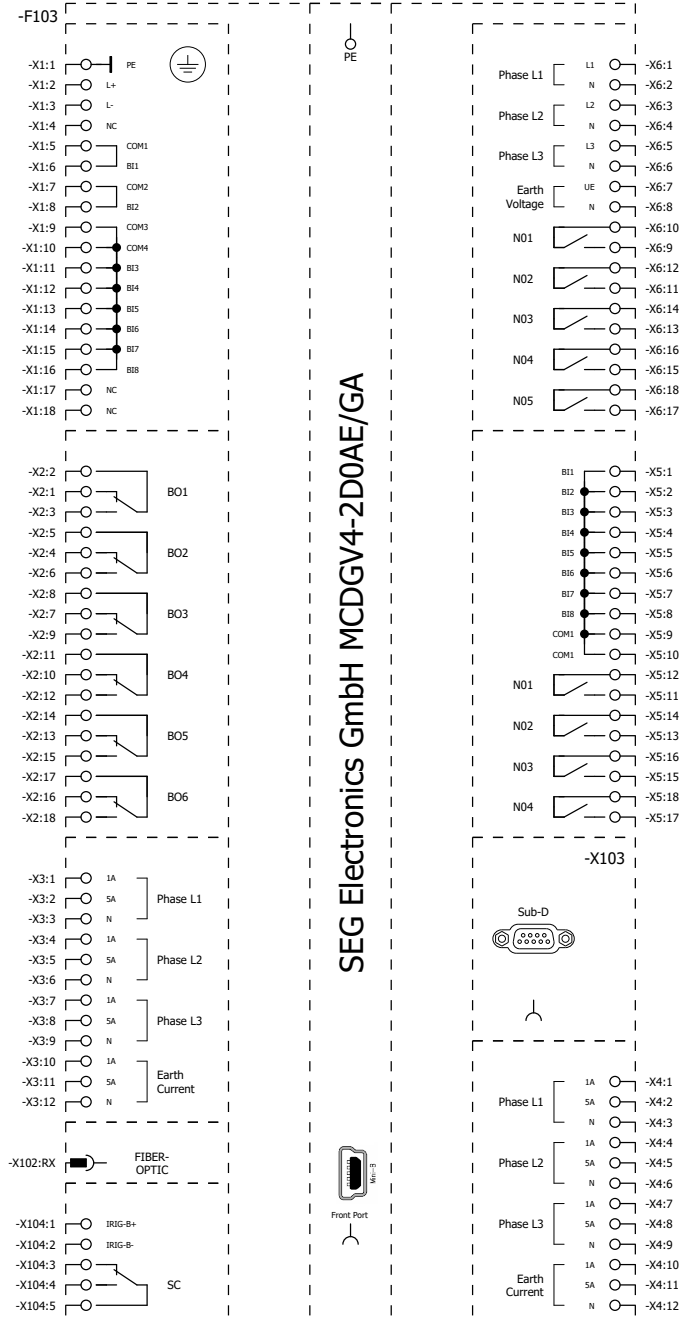 -F103
-X1:1 PE
-X1:2 L+
-X1:3 L-
-X1:4 NC
-X1:5 COM1
-X1:6 BI1
-X1:7 COM2
-X1:8 BI2
-X1:9 COM3
-X1:10 COM4
-X1:11 BI3
-X1:12 BI4
-X1:13 BI5
-X1:14 BI6
-X1:15 BI7
-X1:16 BI8
-X1:17 NC
-X1:18 NC
-X2:2
-X2:1 BO1
-X2:3
-X2:5
-X2:4 BO2
-X2:6
-X2:8
-X2:7 BO3
-X2:9
-X2:11
-X2:10 BO4
-X2:12
-X2:14
-X2:13 BO5
-X2:15
-X2:17
-X2:16 BO6
-X2:18
-X3:1 1A
-X3:2 5A Phase L1
-X3:3 N
-X3:4 1A
-X3:5 5A Phase L2
-X3:6 N
-X3:7 1A
-X3:8 5A Phase L3
-X3:9 N
-X3:10 1A
-X3:11 5A Earth
Current
-X3:12 N
-X102:RX FIBER-
OPTIC
-X104:1 IRIG-B+
-X104:2 IRIG-B-
-X104:3
-X104:4 SC
-X104:5
PE
SEG Electronics GmbH MCDGV4-2D0AE/GA
Mini-B
Front Port
Phase L1 L1 -X6:1
N -X6:2
Phase L2 L2 -X6:3
N -X6:4
Phase L3 L3 -X6:5
N -X6:6
Earth UE -X6:7
Voltage N -X6:8
N01 -X6:10
-X6:9
N02 -X6:12
-X6:11
N03 -X6:14
-X6:13
N04 -X6:16
-X6:15
N05 -X6:18
-X6:17
BI1 -X5:1
BI2 -X5:2
BI3 -X5:3
BI4 -X5:4
BI5 -X5:5
BI6 -X5:6
BI7 -X5:7
BI8 -X5:8
COM1 -X5:9
COM1 -X5:10
N01 -X5:12
-X5:11
N02 -X5:14
-X5:13
N03 -X5:16
-X5:15
N04 -X5:18
-X5:17
-X103
Sub-D
1A -X4:1
Phase L1 5A -X4:2
N -X4:3
1A -X4:4
Phase L2 5A -X4:5
N -X4:6
1A -X4:7
Phase L3 5A -X4:8
N -X4:9
1A -X4:10
Earth
Current 5A -X4:11
N -X4:12